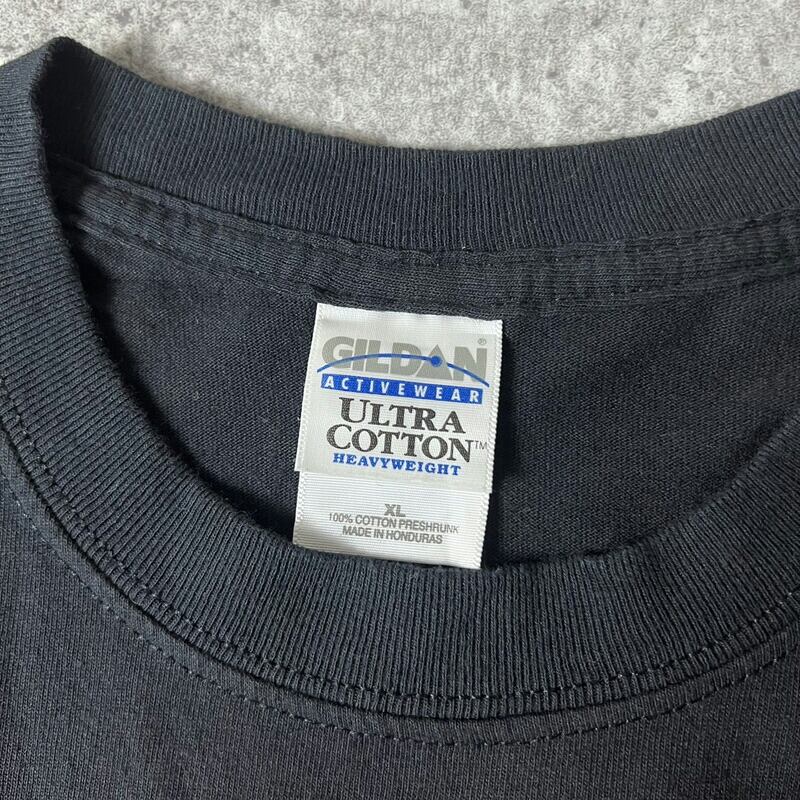 GILDAN®
ACTIVEWEAR
ULTRA
COTTON™
HEAVYWEIGHT
XL
100% COTTON PRESHRUNK
MADE IN HONDURAS